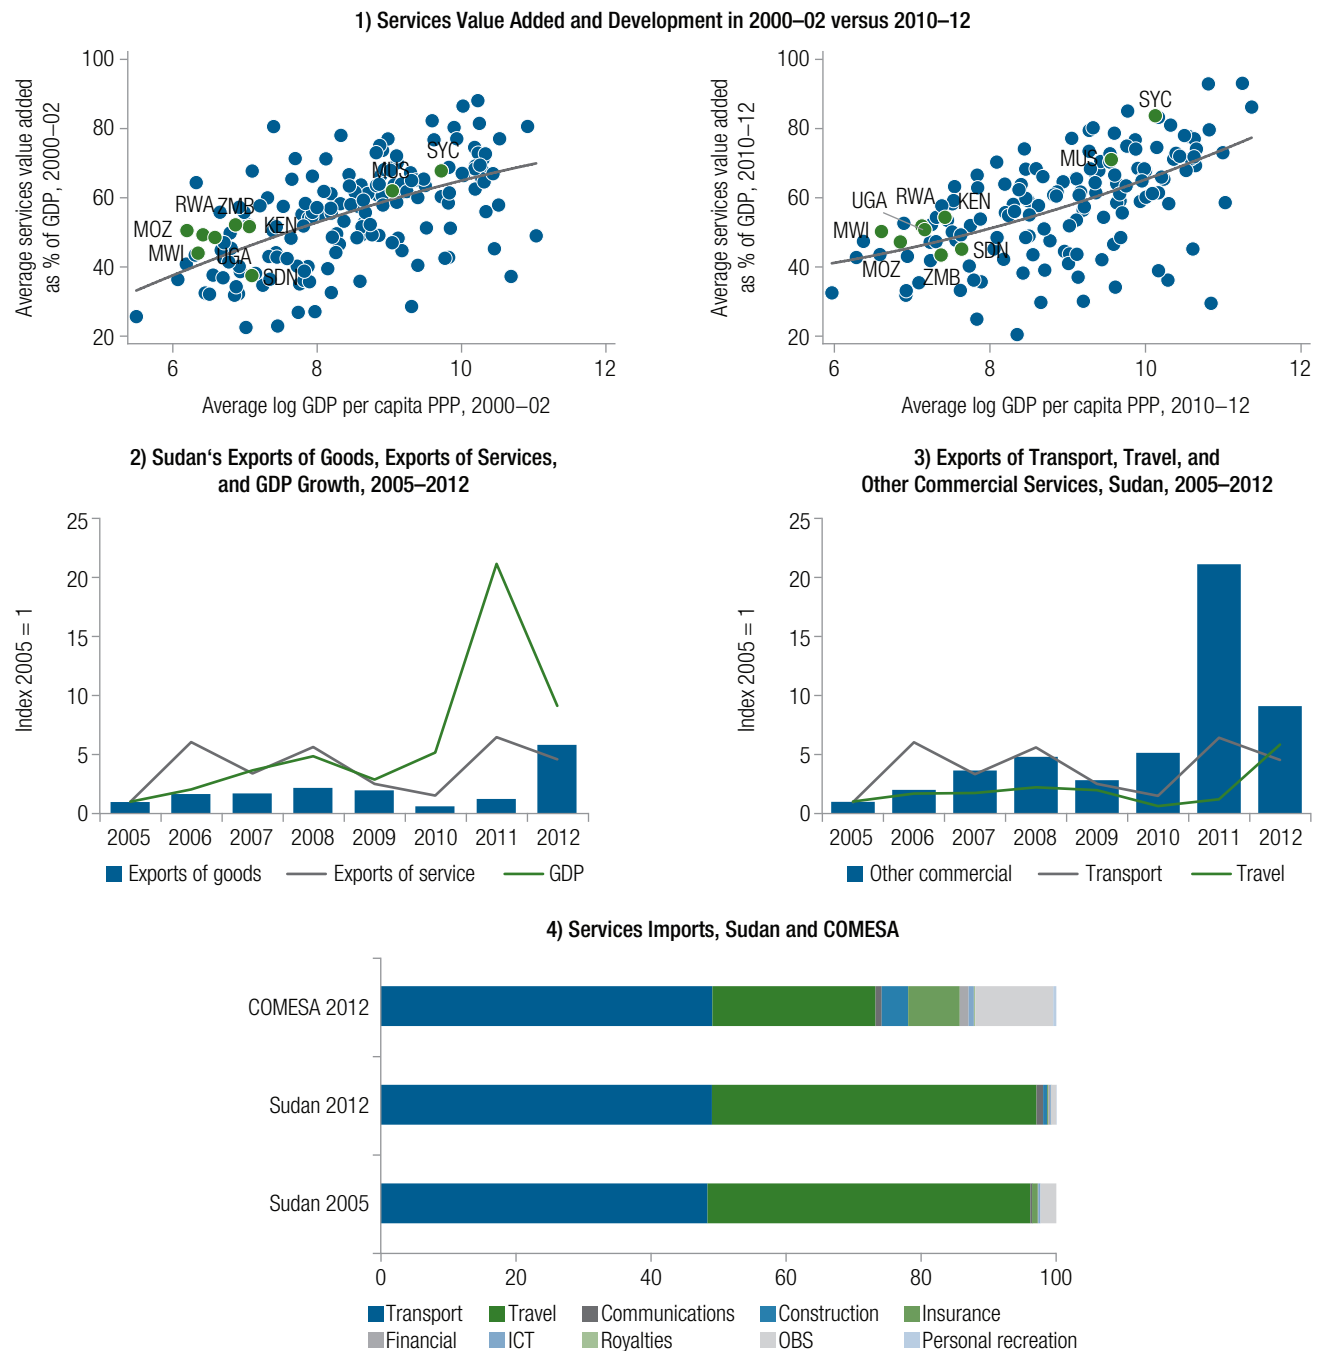 1) Services Value Added and Development in 2000–02 versus 2010–12
Average services value added
as % of GDP, 2000–02
100
80
60
40
20
MUS
SYC
RWA
ZMB
MOZ
KEN
MWI
UGA
SDN
6
8
10
12
Average log GDP per capita PPP, 2000–02
Average services value added
as % of GDP, 2010–12
100
80
60
40
20
SYC
MUS
UGA
RWA
KEN
MWI
SDN
MOZ
ZMB
6
8
10
12
Average log GDP per capita PPP, 2010–12
2) Sudan‘s Exports of Goods, Exports of Services,
and GDP Growth, 2005–2012
Index 2005 = 1
25
20
15
10
5
0
2005 2006 2007 2008 2009 2010 2011 2012
Exports of goods Exports of service GDP
3) Exports of Transport, Travel, and
Other Commercial Services, Sudan, 2005–2012
Index 2005 = 1
25
20
15
10
5
0
2005 2006 2007 2008 2009 2010 2011 2012
Other commercial Transport Travel
4) Services Imports, Sudan and COMESA
COMESA 2012
Sudan 2012
Sudan 2005
0 20 40 60 80 100
Transport Travel Communications Construction Insurance
Financial ICT Royalties OBS Personal recreation